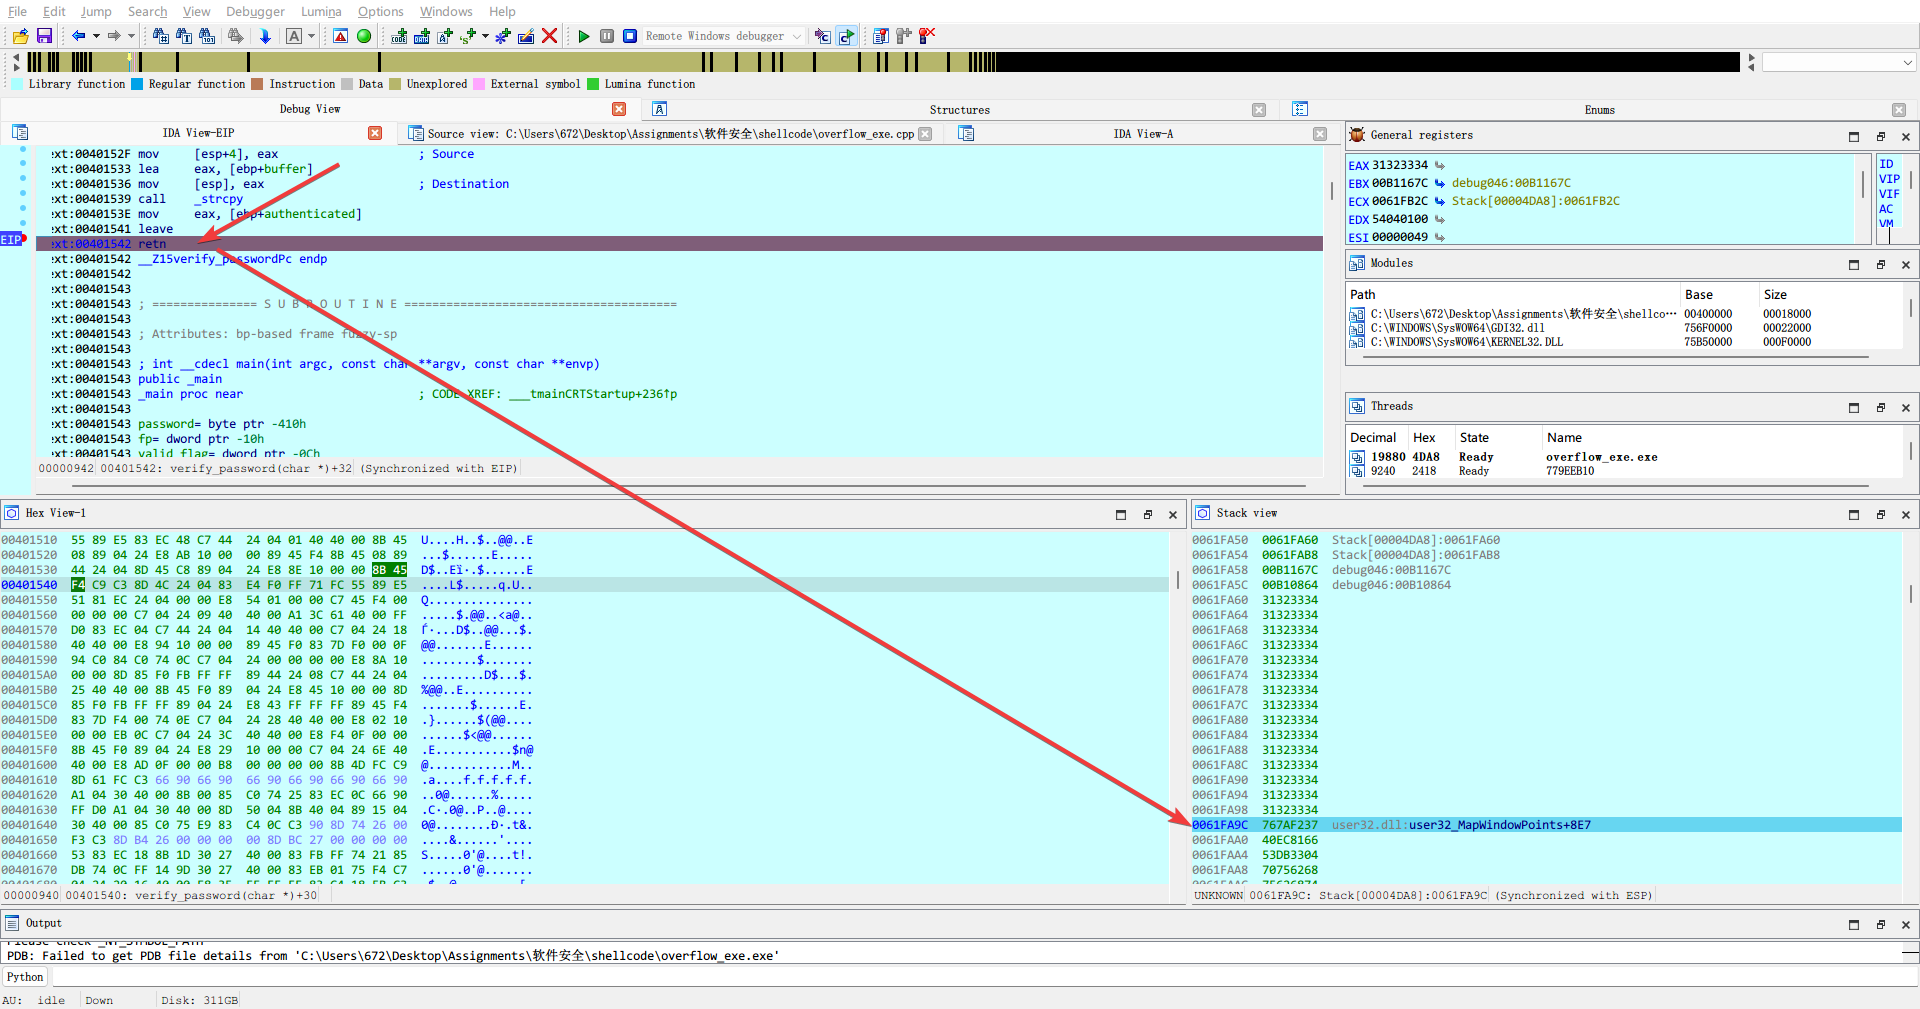 File Edit Jump Search View Debugger Lumina Options Windows Help
Remote Windows debugger
Library function Regular function Instruction Data Unexplored External symbol Lumina function
Debug View Structures Enums
IDA View-EIP Source view: C:\Users\672\Desktop\Assignments\软件安全\shellcode\overflow_exe.cpp IDA View-A
ext:0040152F mov [esp+4], eax ; Source
ext:00401533 lea eax, [ebp+buffer]
ext:00401536 mov [esp], eax ; Destination
ext:00401539 call _strcpy
ext:0040153E mov eax, [ebp+authenticated]
ext:00401541 leave
EIP ext:00401542 retn
ext:00401542 __Z15verify_passwordPc endp
ext:00401542
ext:00401543
ext:00401543 ; =============== S U B R O U T I N E =======================================
ext:00401543
ext:00401543 ; Attributes: bp-based frame fuzzy-sp
ext:00401543
ext:00401543 ; int __cdecl main(int argc, const char **argv, const char **envp)
ext:00401543 public _main
ext:00401543 _main proc near ; CODE XREF: ___tmainCRTStartup+236↑p
ext:00401543
ext:00401543 password= byte ptr -410h
ext:00401543 fp= dword ptr -10h
ext:00401543 valid_flag= dword ptr -0Ch
00000942 00401542: verify_password(char *)+32 (Synchronized with EIP)
General registers
EAX 31323334
EBX 00B1167C debug046:00B1167C
ECX 0061FB2C Stack[00004DA8]:0061FB2C
EDX 54040100
ESI 00000049
ID
VIP
VIF
AC
VM
Modules
Path Base Size
C:\Users\672\Desktop\Assignments\软件安全\shellco··· 00400000 00018000
C:\WINDOWS\SysWOW64\GDI32.dll 756F0000 00022000
C:\WINDOWS\SysWOW64\KERNEL32.DLL 75B50000 000F0000
Threads
Decimal Hex State Name
19880 4DA8 Ready overflow_exe.exe
9240 2418 Ready 779EEB10
Hex View-1
00401510 55 89 E5 83 EC 48 C7 44 24 04 01 40 40 00 8B 45 U....H..$..@@..E
00401520 08 89 04 24 E8 AB 10 00 00 89 45 F4 8B 45 08 89 ...$......E.....
00401530 44 24 04 8D 45 C8 89 04 24 E8 8E 10 00 00 8B 45 D$..Eï·.$......E
00401540 F4 C9 C3 8D 4C 24 04 83 E4 F0 FF 71 FC 55 89 E5 ....L$.....q.U..
00401550 51 81 EC 24 04 00 00 E8 54 01 00 00 C7 45 F4 00 Q...............
00401560 00 00 00 C7 04 24 09 40 40 00 A1 3C 61 40 00 FF .....$.@@..<a@..
00401570 D0 83 EC 04 C7 44 24 04 14 40 40 00 C7 04 24 18
00401580 40 40 00 E8 94 10 00 00 89 45 F0 83 7D F0 00 0F @@.......E......
00401590 94 C0 84 C0 74 0C C7 04 24 00 00 00 00 E8 8A 10 ........$.......
004015A0 00 00 8D 85 F0 FB FF FF 89 44 24 08 C7 44 24 04 .........D$...$.
004015B0 25 40 40 00 8B 45 F0 89 04 24 E8 45 10 00 00 8D %@@..E..........
004015C0 85 F0 FB FF FF 89 04 24 E8 43 FF FF FF 89 45 F4 .......$......E.
004015D0 83 7D F4 00 74 0E C7 04 24 28 40 40 00 E8 02 10 .}......$(@@....
004015E0 00 00 EB 0C C7 04 24 3C 40 40 00 E8 F4 0F 00 00 ......$<@@......
004015F0 8B 45 F0 89 04 24 E8 29 10 00 00 C7 04 24 6E 40 .E...........$n@
00401600 40 00 E8 AD 0F 00 00 B8 00 00 00 00 8B 4D FC C9 @............M..
00401610 8D 61 FC C3 66 90 66 90 66 90 66 90 66 90 66 90 .a....f.f.f.f.f.
00401620 A1 04 30 40 00 8B 00 85 C0 74 25 83 EC 0C 66 90 ..0@......%.....
00401630 FF D0 A1 04 30 40 00 8D 50 04 8B 40 04 89 15 04 .C·.0@..P..@....
00401640 30 40 00 85 C0 75 E9 83 C4 0C C3 90 8D 74 26 00 0@........Ð·.t&.
00401650 F3 C3 8D B4 26 00 00 00 00 8D BC 27 00 00 00 00 ....&......'....
00401660 53 83 EC 18 8B 1D 30 27 40 00 83 FB FF 74 21 85 S.....0'@....t!.
00401670 DB 74 0C FF 14 9D 30 27 40 00 83 EB 01 75 F4 C7 ......0'@.......
00000940 00401540: verify_password(char *)+30
Stack view
0061FA50 0061FA60 Stack[00004DA8]:0061FA60
0061FA54 0061FAB8 Stack[00004DA8]:0061FAB8
0061FA58 00B1167C debug046:00B1167C
0061FA5C 00B10864 debug046:00B10864
0061FA60 31323334
0061FA64 31323334
0061FA68 31323334
0061FA6C 31323334
0061FA70 31323334
0061FA74 31323334
0061FA78 31323334
0061FA7C 31323334
0061FA80 31323334
0061FA84 31323334
0061FA88 31323334
0061FA8C 31323334
0061FA90 31323334
0061FA94 31323334
0061FA98 31323334
0061FA9C 767AF237 user32.dll:user32_MapWindowPoints+8E7
0061FAA0 40EC8166
0061FAA4 53DB3304
0061FAA8 70756268
UNKNOWN 0061FA9C: Stack[00004DA8]:0061FA9C (Synchronized with ESP)
Output
Please check _NT_SYMBOL_PATH
PDB: Failed to get PDB file details from 'C:\Users\672\Desktop\Assignments\软件安全\shellcode\overflow_exe.exe'
Python
AU: idle Down Disk: 311GB